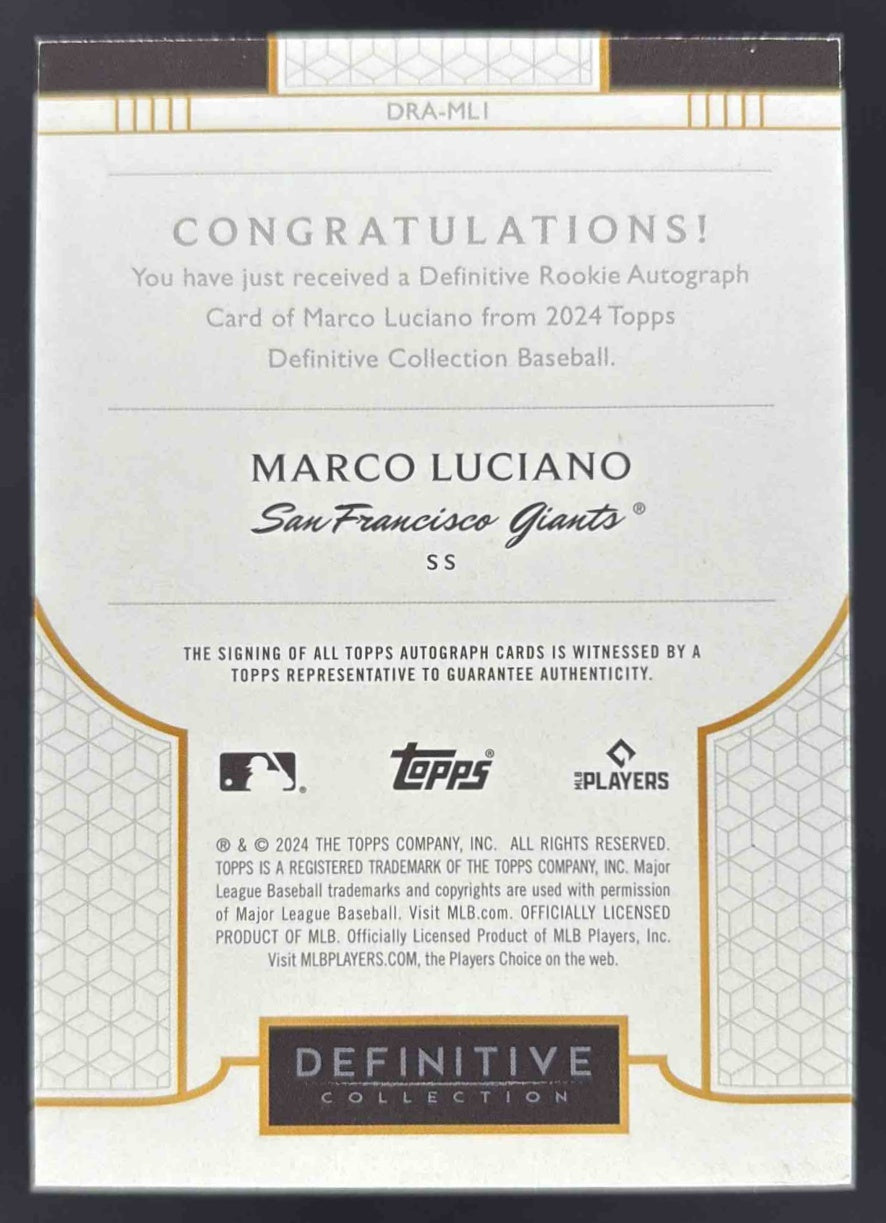 DRA-MLI
CONGRATULATIONS!
You have just received a Definitive Rookie Autograph
Card of Marco Luciano from 2024 Topps
Definitive Collection Baseball.
MARCO LUCIANO
San Francisco Giants®
SS
THE SIGNING OF ALL TOPPS AUTOGRAPH CARDS IS WITNESSED BY A
TOPPS REPRESENTATIVE TO GUARANTEE AUTHENTICITY.
® topps® MLB PLAYERS
® & © 2024 THE TOPPS COMPANY, INC. ALL RIGHTS RESERVED.
TOPPS IS A REGISTERED TRADEMARK OF THE TOPPS COMPANY, INC. Major
League Baseball trademarks and copyrights are used with permission
of Major League Baseball. Visit MLB.com. OFFICIALLY LICENSED
PRODUCT OF MLB. Officially Licensed Product of MLB Players, Inc.
Visit MLBPLAYERS.COM, the Players Choice on the web.
DEFINITIVE
COLLECTION